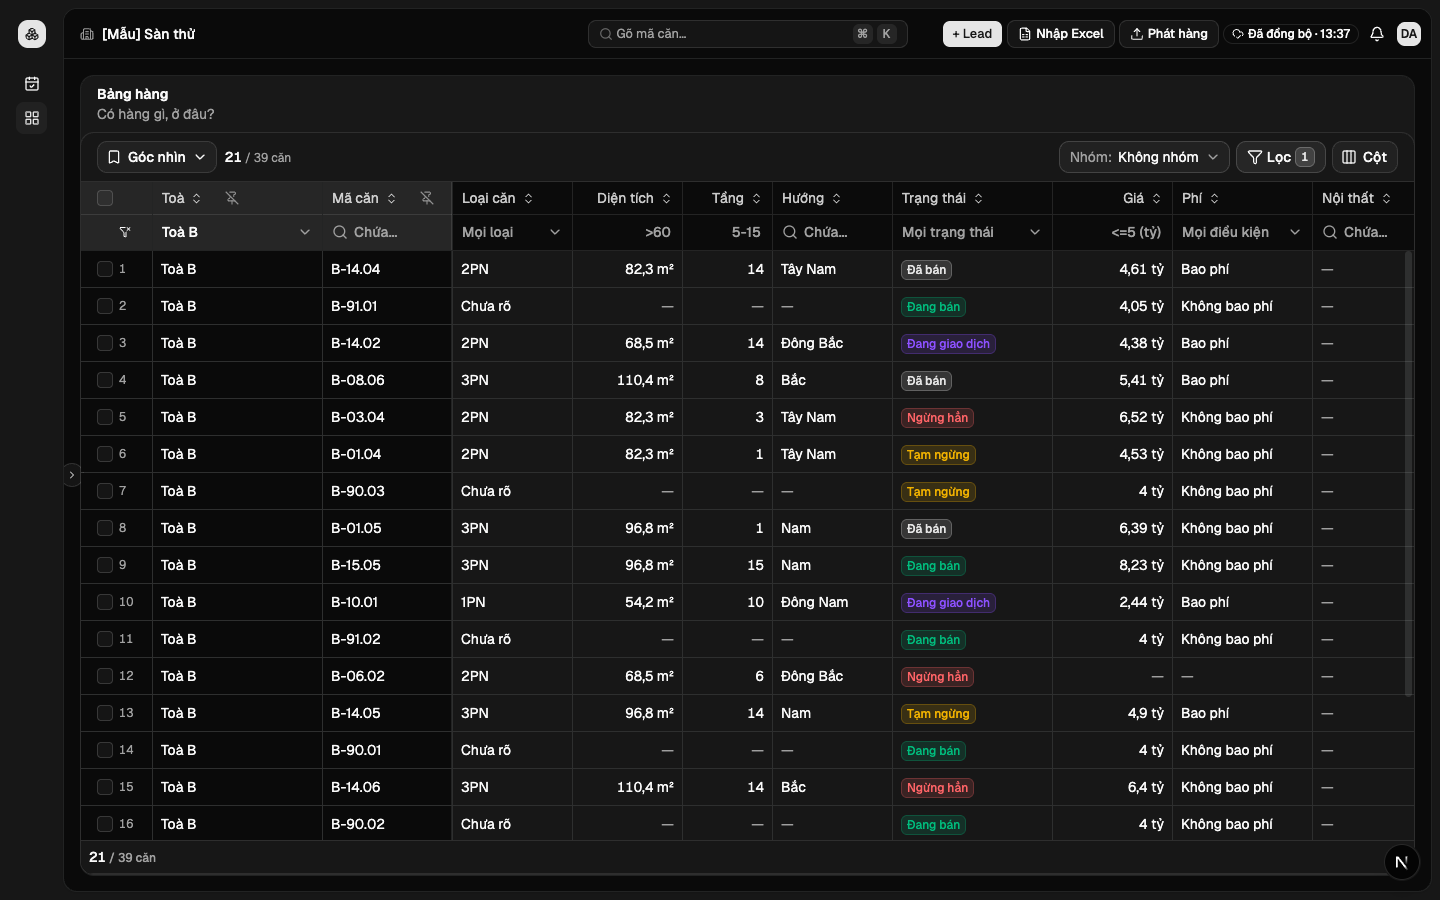 [Mẫu] Sàn thử
Gõ mã căn...
⌘ K
+ Lead
Nhập Excel
Phát hàng
Đã đồng bộ · 13:37
DA
Bảng hàng
Có hàng gì, ở đâu?
Góc nhìn
21 / 39 căn
Nhóm: Không nhóm
Lọc 1
Cột
Toà Mã căn Loại căn Diện tích Tầng Hướng Trạng thái Giá Phí Nội thất
Toà B Chứa... Mọi loại >60 5-15 Chứa... Mọi trạng thái <=5 (tỷ) Mọi điều kiện Chứa...
1 Toà B B-14.04 2PN 82,3 m² 14 Tây Nam Đã bán 4,61 tỷ Bao phí —
2 Toà B B-91.01 Chưa rõ — — — Đang bán 4,05 tỷ Không bao phí —
3 Toà B B-14.02 2PN 68,5 m² 14 Đông Bắc Đang giao dịch 4,38 tỷ Bao phí —
4 Toà B B-08.06 3PN 110,4 m² 8 Bắc Đã bán 5,41 tỷ Bao phí —
5 Toà B B-03.04 2PN 82,3 m² 3 Tây Nam Ngừng hẳn 6,52 tỷ Không bao phí —
6 Toà B B-01.04 2PN 82,3 m² 1 Tây Nam Tạm ngừng 4,53 tỷ Không bao phí —
7 Toà B B-90.03 Chưa rõ — — — Tạm ngừng 4 tỷ Không bao phí —
8 Toà B B-01.05 3PN 96,8 m² 1 Nam Đã bán 6,39 tỷ Không bao phí —
9 Toà B B-15.05 3PN 96,8 m² 15 Nam Đang bán 8,23 tỷ Không bao phí —
10 Toà B B-10.01 1PN 54,2 m² 10 Đông Nam Đang giao dịch 2,44 tỷ Bao phí —
11 Toà B B-91.02 Chưa rõ — — — Đang bán 4 tỷ Không bao phí —
12 Toà B B-06.02 2PN 68,5 m² 6 Đông Bắc Ngừng hẳn — — —
13 Toà B B-14.05 3PN 96,8 m² 14 Nam Tạm ngừng 4,9 tỷ Bao phí —
14 Toà B B-90.01 Chưa rõ — — — Đang bán 4 tỷ Không bao phí —
15 Toà B B-14.06 3PN 110,4 m² 14 Bắc Ngừng hẳn 6,4 tỷ Không bao phí —
16 Toà B B-90.02 Chưa rõ — — — Đang bán 4 tỷ Không bao phí —
21 / 39 căn
N